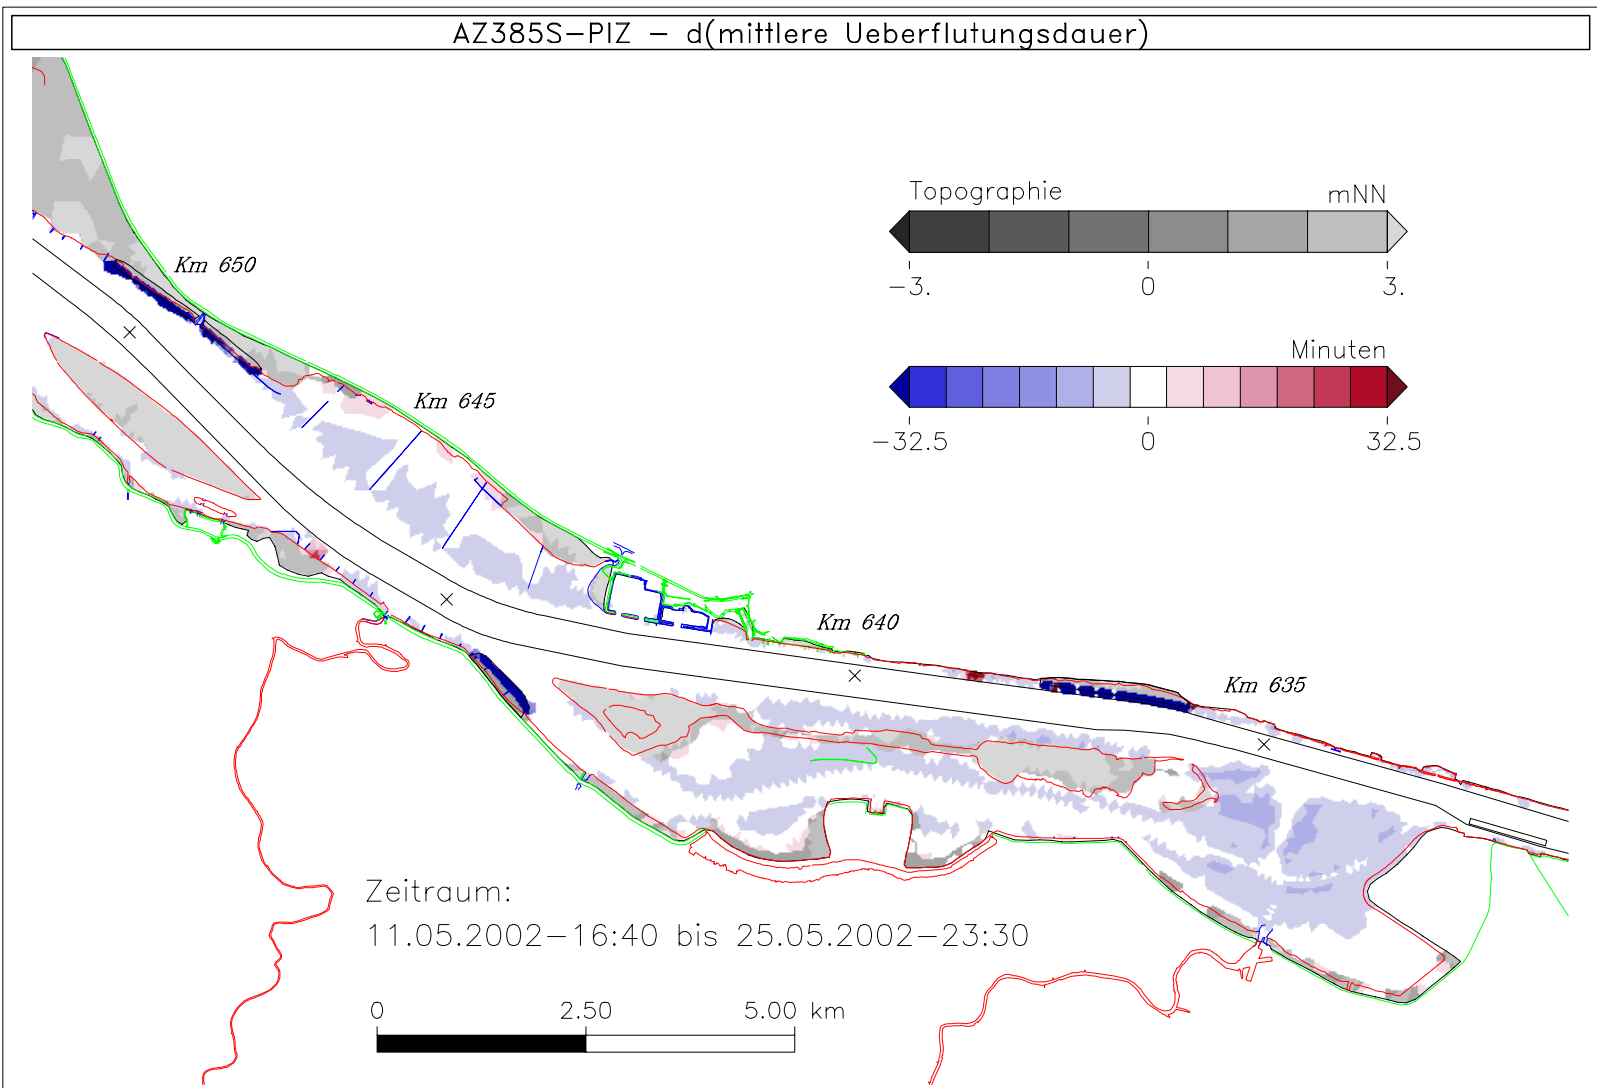 AZ385S-PIZ - d(mittlere Ueberflutungsdauer)
Topographie mNN
-3. 0 3.
Km 650
Minuten
-32.5 0 32.5
Km 645
Km 640
Km 635
Zeitraum:
11.05.2002-16:40 bis 25.05.2002-23:30
0 2.50 5.00 km